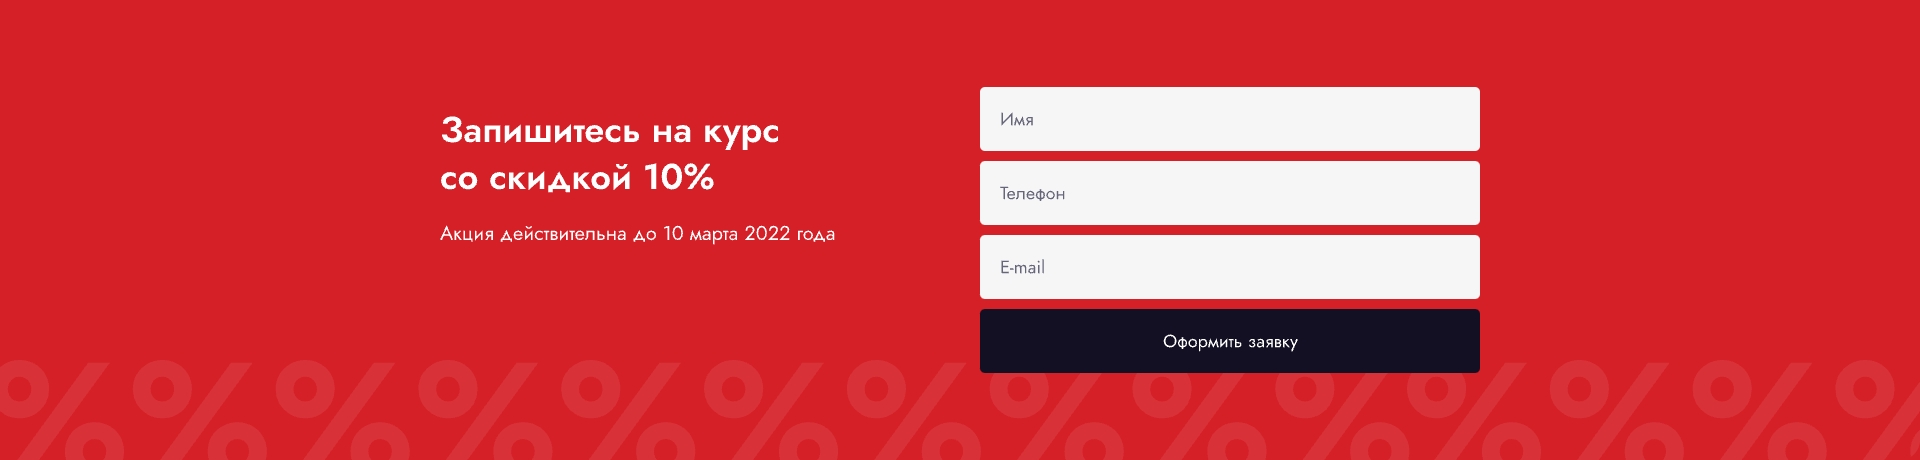 Запишитесь на курс
со скидкой 10%
Акция действительна до 10 марта 2022 года
Имя
Телефон
E-mail
Оформить заявку